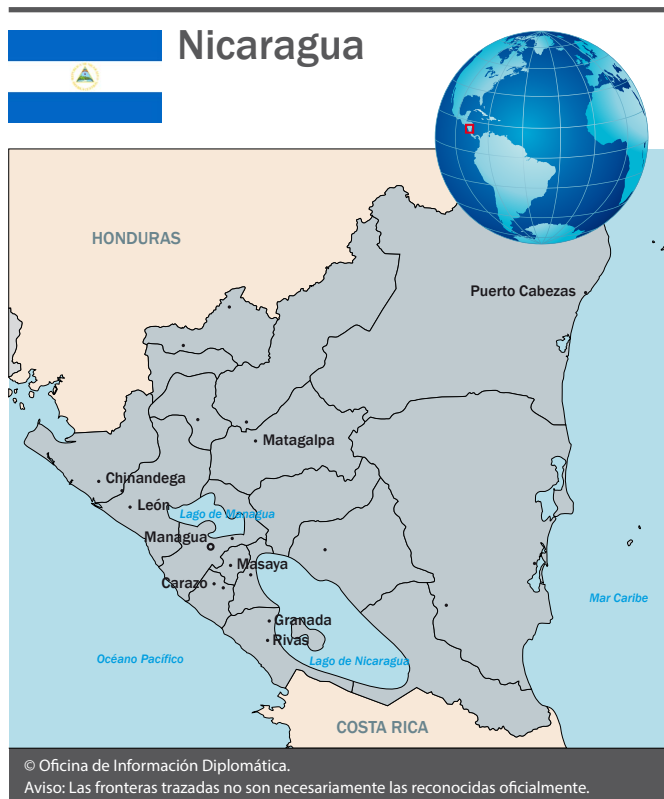 Nicaragua
HONDURAS
Puerto Cabezas
Matagalpa
Chinandega
León
Lago de Managua
Managua
Masaya
Carazo
Mar Caribe
Granada
Rivas
Océano Pacífico
Lago de Nicaragua
COSTA RICA
© Oficina de Información Diplomática.
Aviso: Las fronteras trazadas no son necesariamente las reconocidas oficialmente.